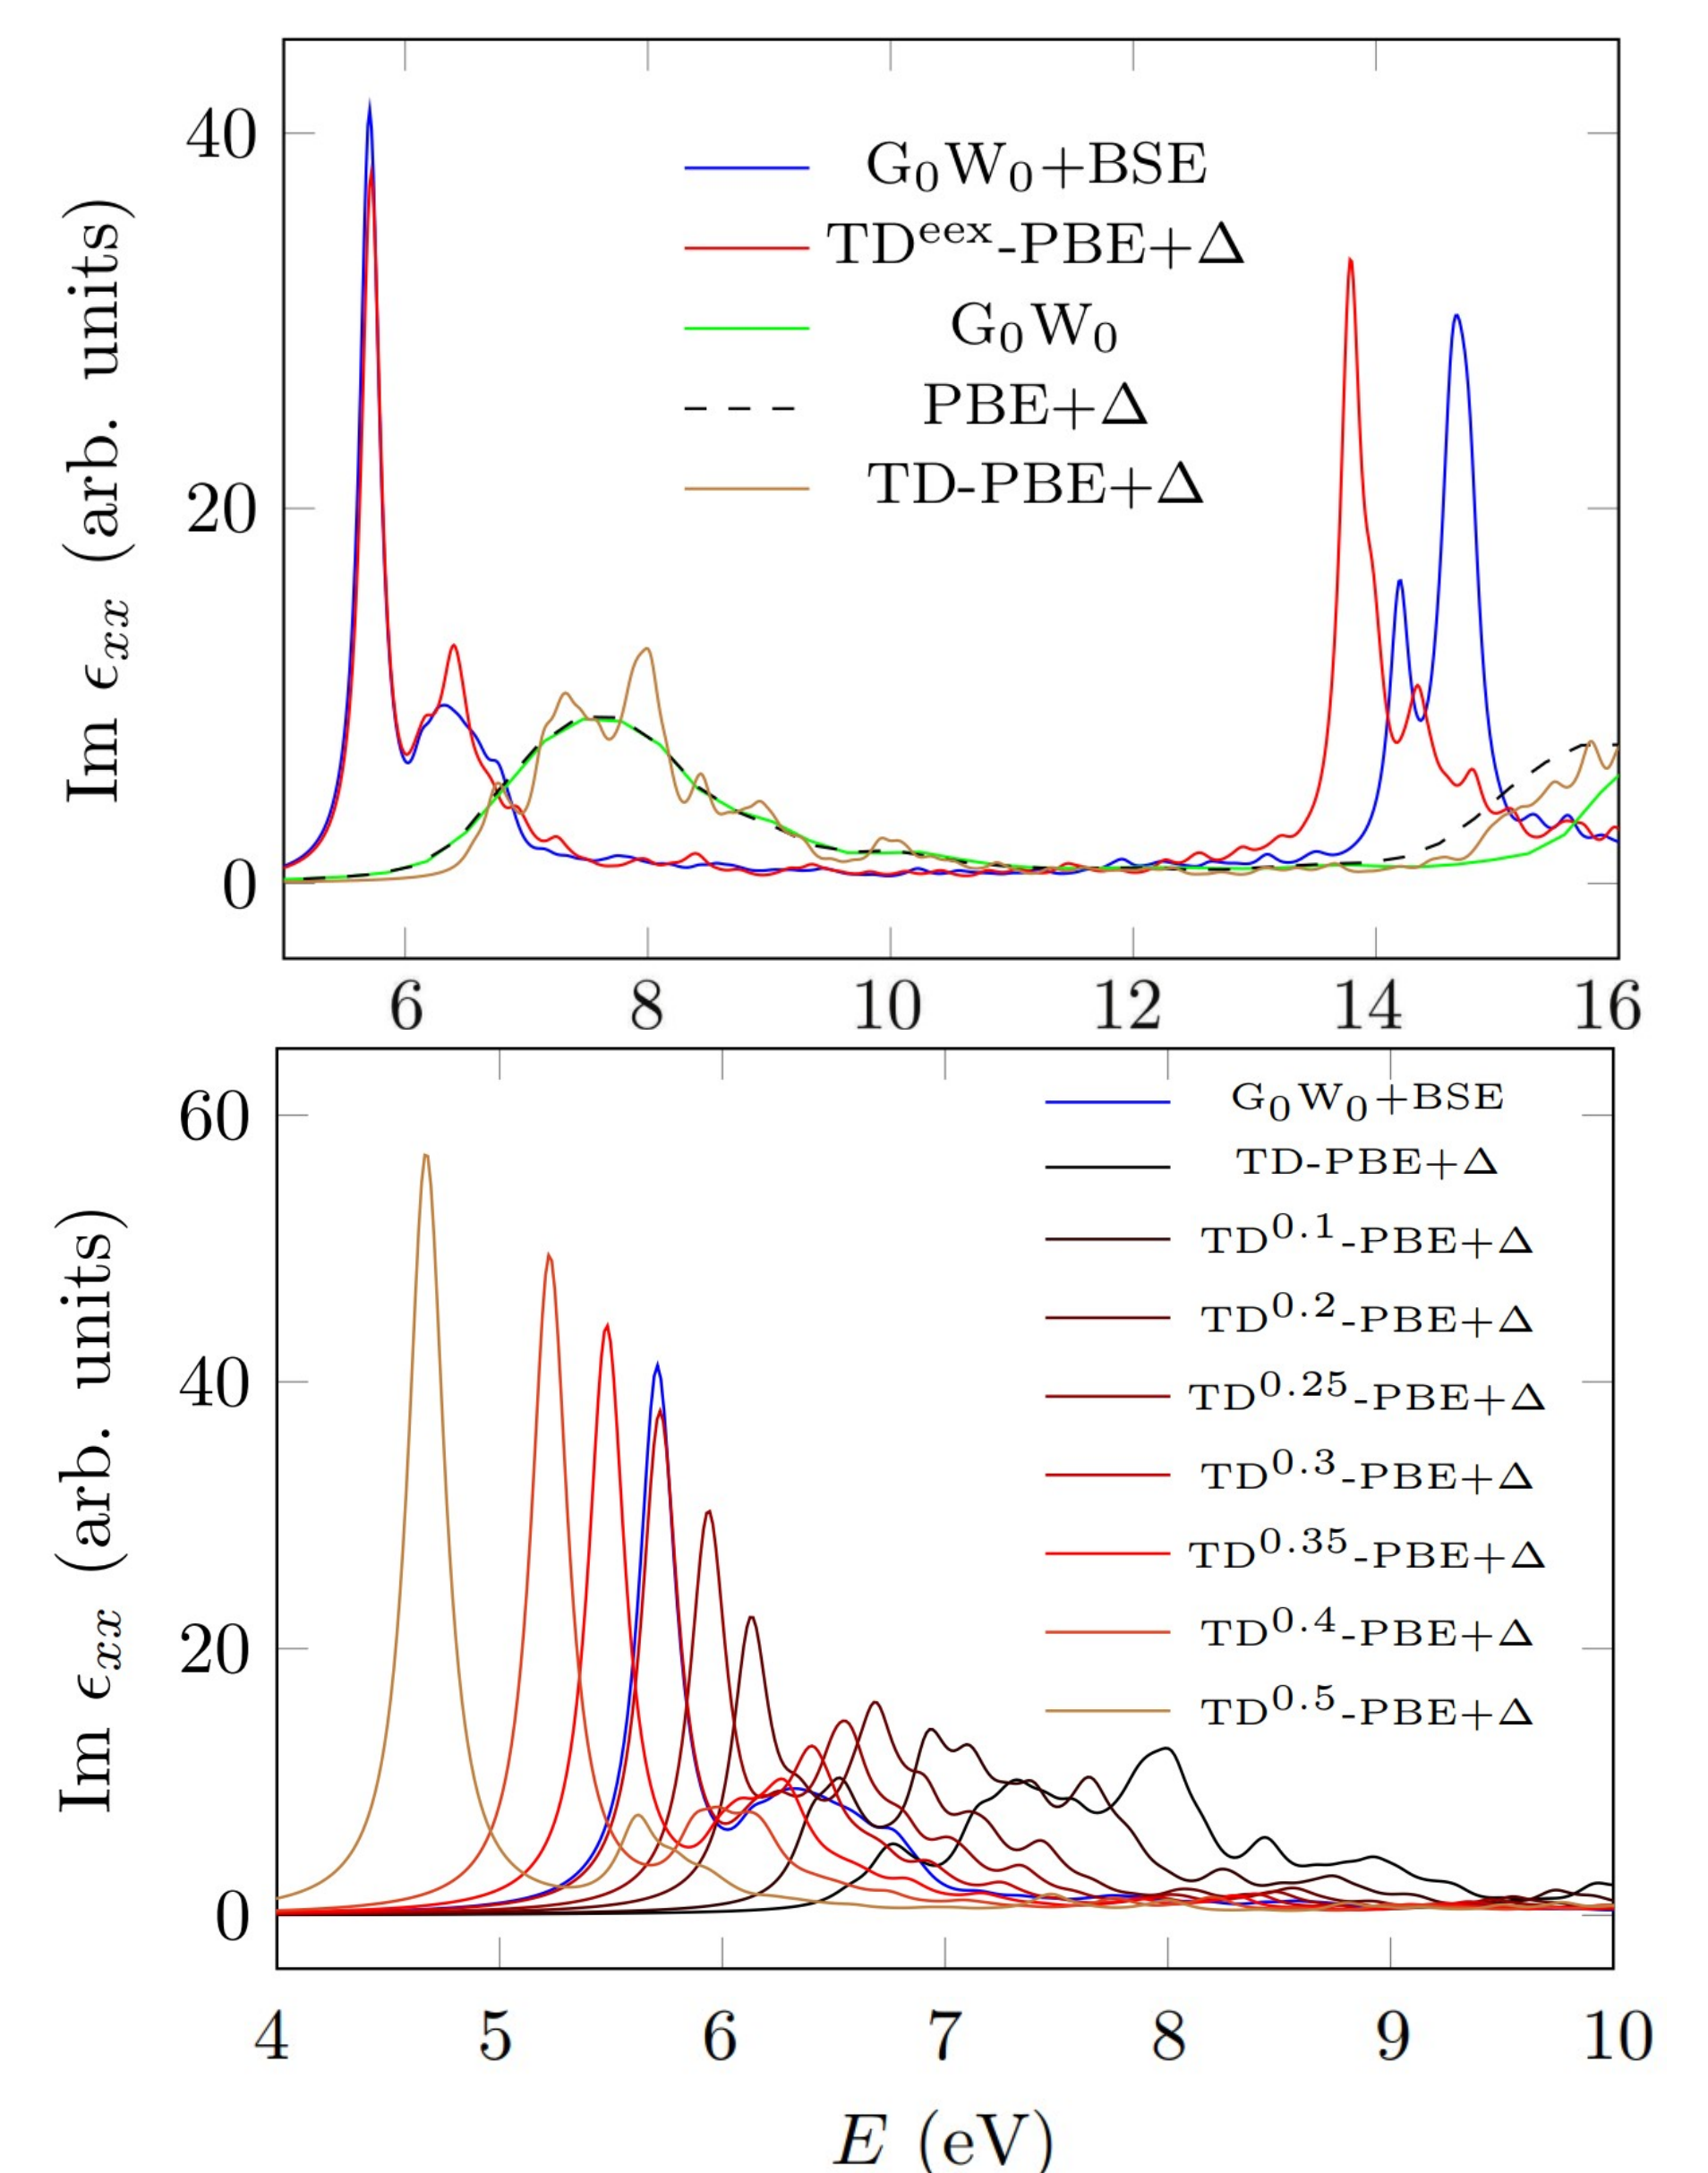 40
20
0
Im ϵxx (arb. units)
G0W0+BSE
TDeex-PBE+Δ
G0W0
PBE+Δ
TD-PBE+Δ
6 8 10 12 14 16
60
40
20
0
Im ϵxx (arb. units)
G0W0+BSE
TD-PBE+Δ
TD0.1-PBE+Δ
TD0.2-PBE+Δ
TD0.25-PBE+Δ
TD0.3-PBE+Δ
TD0.35-PBE+Δ
TD0.4-PBE+Δ
TD0.5-PBE+Δ
4 5 6 7 8 9 10
E (eV)